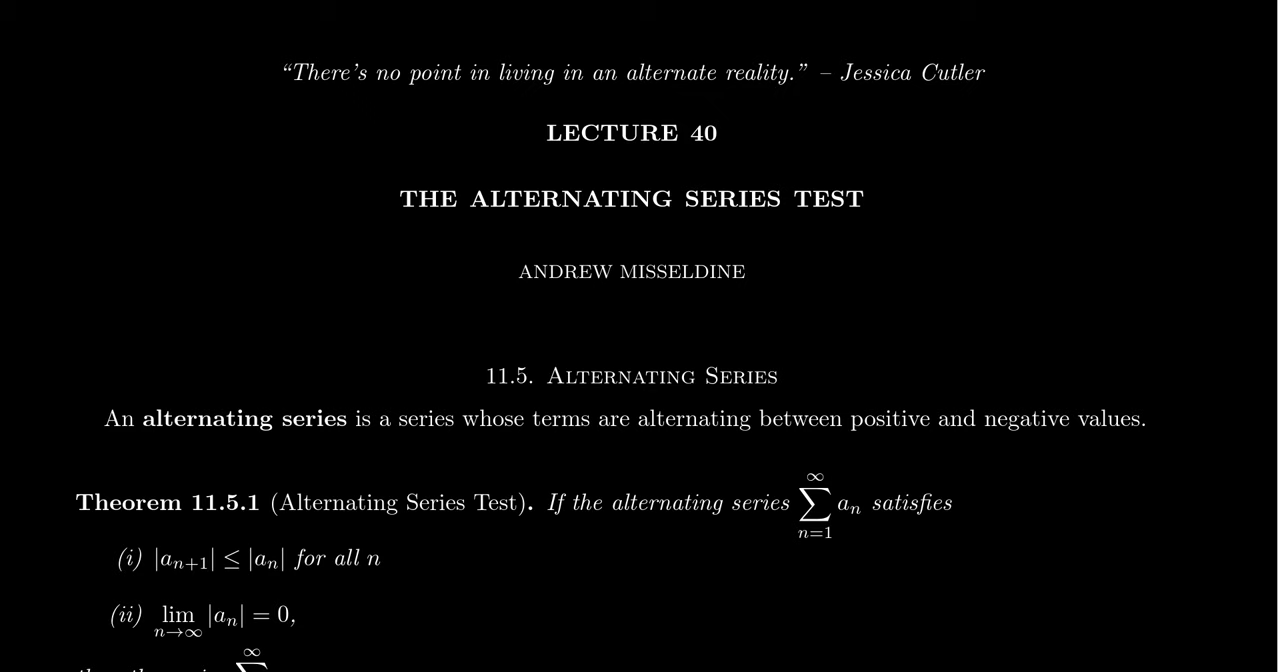 “There’s no point in living in an alternate reality.” – Jessica Cutler
LECTURE 40
THE ALTERNATING SERIES TEST
ANDREW MISSELDINE
11.5. Alternating Series
An alternating series is a series whose terms are alternating between positive and negative values.
Theorem 11.5.1 (Alternating Series Test). If the alternating series ∑_{n=1}^{∞} a_n satisfies
(i) |a_{n+1}| ≤ |a_n| for all n
(ii) lim_{n→∞} |a_n| = 0,